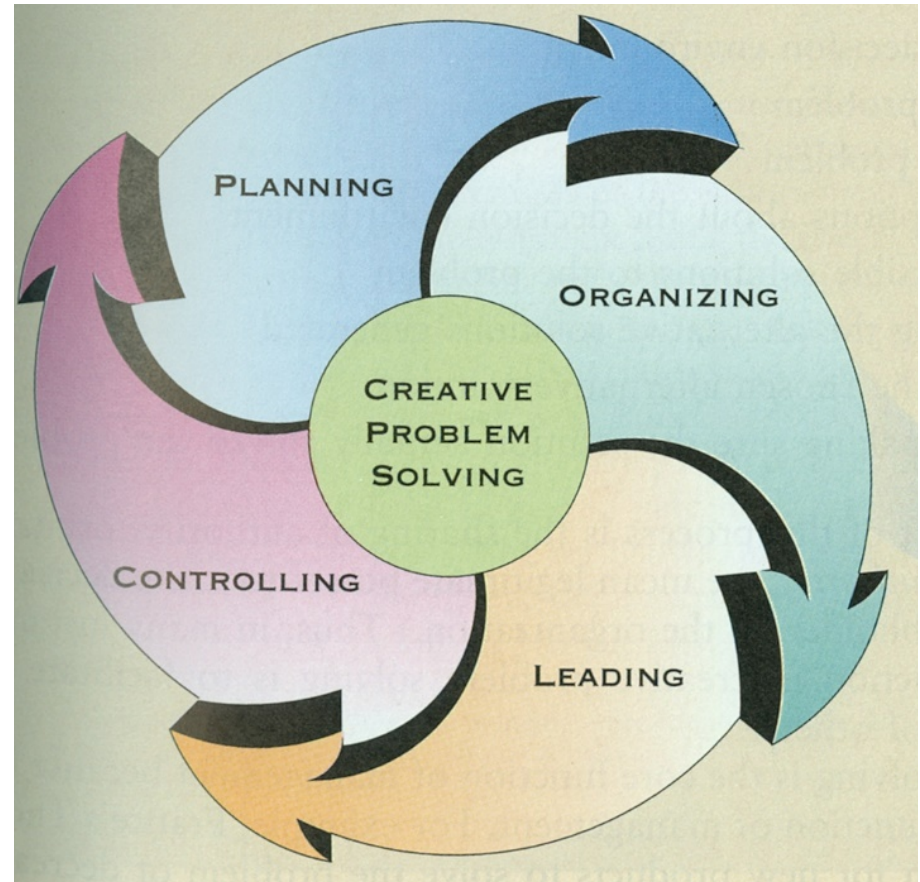 PLANNING
ORGANIZING
CREATIVE
PROBLEM
SOLVING
CONTROLLING
LEADING